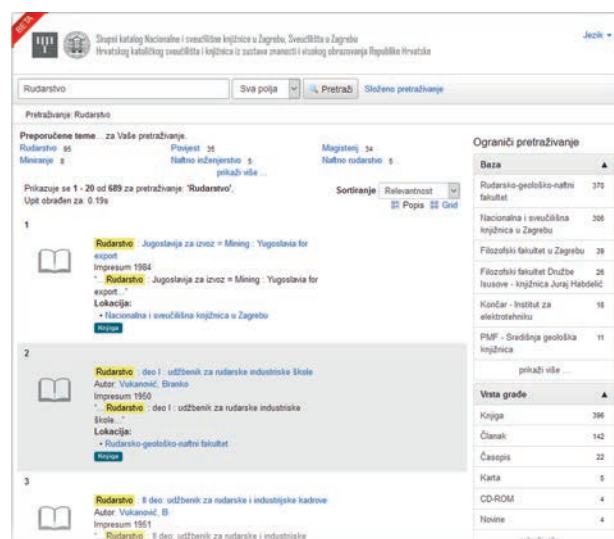 BETA
Skupni katalog Nacionalne i sveučilišne knjižnice u Zagrebu, Sveučilišta u Zagrebu
Hrvatskog katoličkog sveučilišta i knjižnica iz sustava znanosti i visokog obrazovanja Republike Hrvatske
Jezik
Rudarstvo Sva polja Pretraži Složeno pretraživanje
Pretraživanje: Rudarstvo
Preporučene teme... za Vaše pretraživanje.
Rudarstvo 95 Povijest 35 Magisterij 34
Miniranje 8 Naftno inženjerstvo 5 Naftno rudarstvo 5
prikaži više ...
Prikazuje se 1 - 20 od 689 za pretraživanje: 'Rudarstvo',
Upit obrađen za: 0.19s
Sortiranje Relevantnost
Popis Grid
1
Rudarstvo : Jugoslavija za izvoz = Mining : Yugoslavia for
export
Impresum 1984
"...Rudarstvo : Jugoslavija za izvoz = Mining : Yugoslavia for
export..."
Lokacija:
• Nacionalna i sveučilišna knjižnica u Zagrebu
Knjiga
2
Rudarstvo : deo I : udžbenik za rudarske industriske škole
Autor: Vukanović, Branko
Impresum 1950
"...Rudarstvo : deo I : udžbenik za rudarske industriske
škole..."
Lokacija:
• Rudarsko-geološko-naftni fakultet
Knjiga
3
Rudarstvo : II deo: udžbenik za rudarske i industrijske kadrove
Autor: Vukanović, B
Impresum 1951
"...Rudarstvo : II deo: udžbenik za rudarske i industrijske
Ograniči pretraživanje
Baza
Rudarsko-geološko-naftni 370
fakultet
Nacionalna i sveučilišna 306
knjižnica u Zagrebu
Filozofski fakultet u Zagrebu 39
Filozofski fakultet Družbe 26
Isusove - knjižnica Juraj Habdelić
Končar - Institut za 16
elektrotehniku
PMF - Središnja geološka 11
knjižnica
prikaži više ...
Vrsta građe
Knjiga 396
Članak 142
Časopis 22
Karta 5
CD-ROM 4
Novine 4